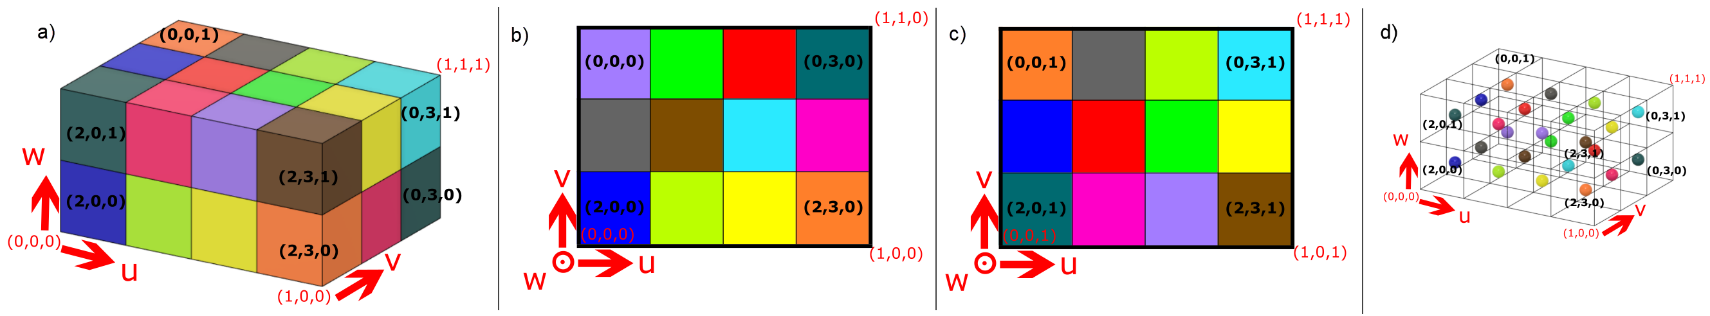 a)
(0,0,1)
(1,1,1)
(0,3,1)
(2,0,1)
w
(2,3,1)
(2,0,0)
(0,3,0)
(0,0,0)
(2,3,0)
u
v
(1,0,0)
b)
(1,1,0)
(0,0,0)
(0,3,0)
v
(2,0,0)
(2,3,0)
(0,0,0)
(1,0,0)
w
u
c)
(1,1,1)
(0,0,1)
(0,3,1)
v
(2,0,1)
(2,3,1)
(0,0,1)
(1,0,1)
w
u
d)
(0,0,1)
(1,1,1)
(0,3,1)
(2,0,1)
w
(2,3,1)
(2,0,0)
(0,3,0)
(0,0,0)
(2,3,0)
u
v
(1,0,0)